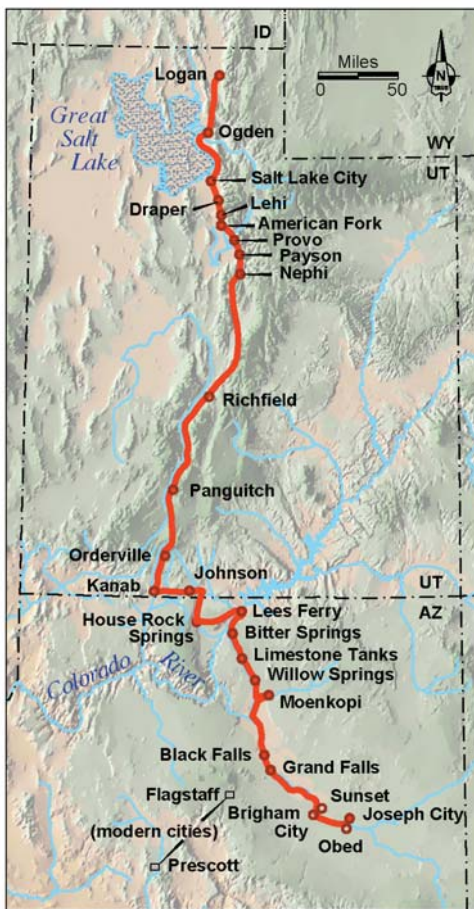 ID
Miles
0 50
N
Logan
Great
Salt
Lake
Ogden
WY
UT
Salt Lake City
Lehi
Draper
American Fork
Provo
Payson
Nephi
Richfield
Panguitch
Orderville
Kanab
Johnson
UT
AZ
Lees Ferry
House Rock
Springs
Bitter Springs
Limestone Tanks
Willow Springs
Colorado River
Moenkopi
Black Falls
Grand Falls
Flagstaff
Sunset
(modern cities)
Brigham
City
Joseph City
Obed
Prescott